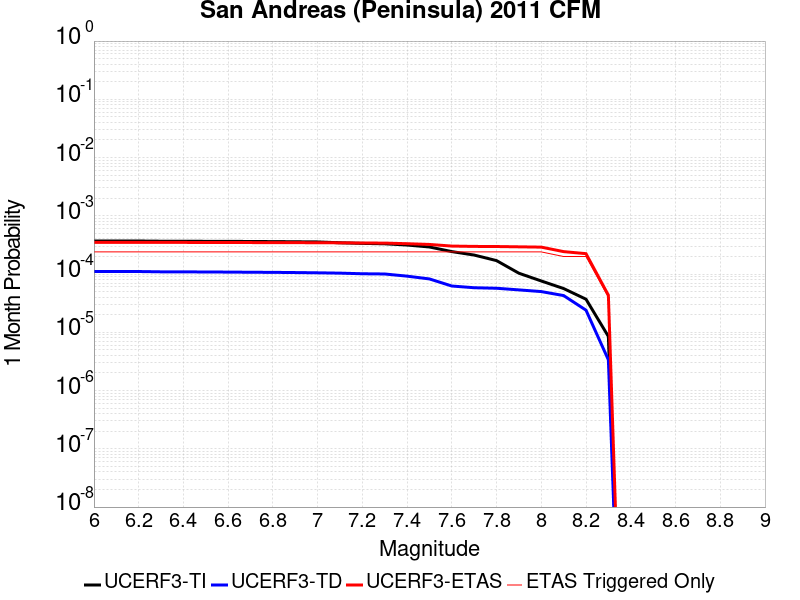 San Andreas (Peninsula) 2011 CFM
10^0
10^-1
10^-2
10^-3
10^-4
10^-5
10^-6
10^-7
10^-8
1 Month Probability
6 6.2 6.4 6.6 6.8 7 7.2 7.4 7.6 7.8 8 8.2 8.4 8.6 8.8 9
Magnitude
UCERF3-TI UCERF3-TD UCERF3-ETAS ETAS Triggered Only